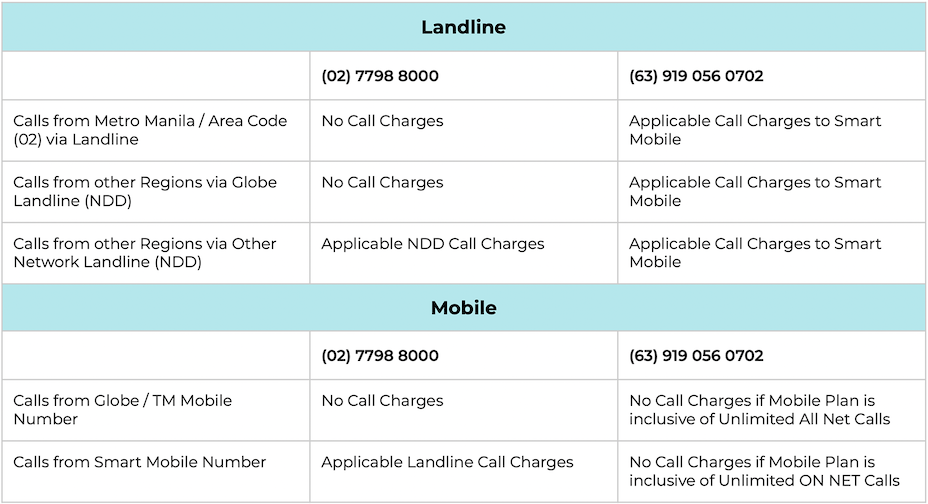 Landline
(02) 7798 8000
(63) 919 056 0702
Calls from Metro Manila / Area Code
(02) via Landline
No Call Charges
Applicable Call Charges to Smart
Mobile
Calls from other Regions via Globe
Landline (NDD)
No Call Charges
Applicable Call Charges to Smart
Mobile
Calls from other Regions via Other
Network Landline (NDD)
Applicable NDD Call Charges
Applicable Call Charges to Smart
Mobile
Mobile
(02) 7798 8000
(63) 919 056 0702
Calls from Globe / TM Mobile
Number
No Call Charges
No Call Charges if Mobile Plan is
inclusive of Unlimited All Net Calls
Calls from Smart Mobile Number
Applicable Landline Call Charges
No Call Charges if Mobile Plan is
inclusive of Unlimited ON NET Calls